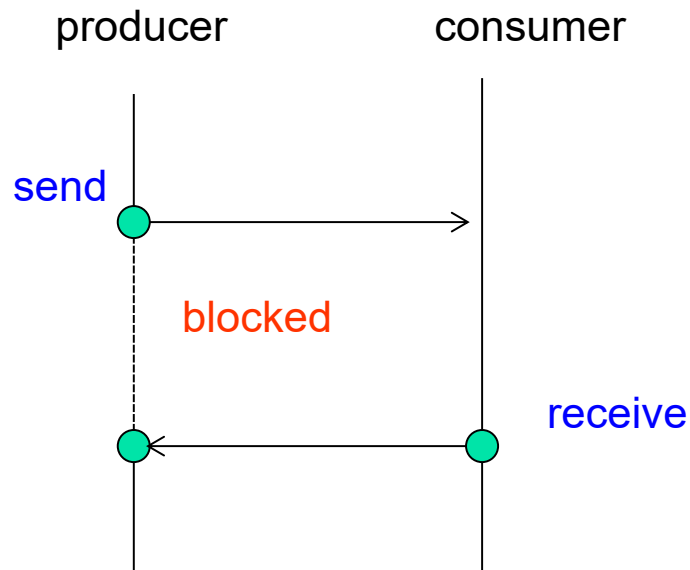 producer
consumer
send
blocked
receive